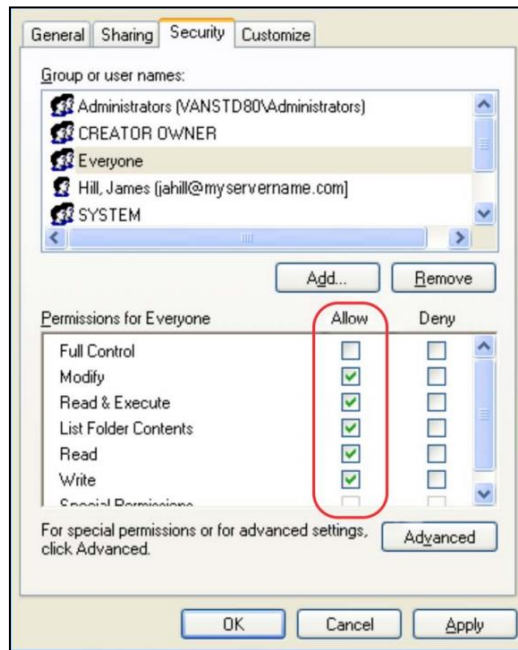 General Sharing Security Customize
Group or user names:
Administrators (VANSTD80\Administrators)
CREATOR OWNER
Everyone
Hill, James (jahill@myservername.com]
SYSTEM
Add... Remove
Permissions for Everyone Allow Deny
Full Control
Modify
Read & Execute
List Folder Contents
Read
Write
Special Permissions
For special permissions or for advanced settings,
click Advanced.
Advanced
OK Cancel Apply